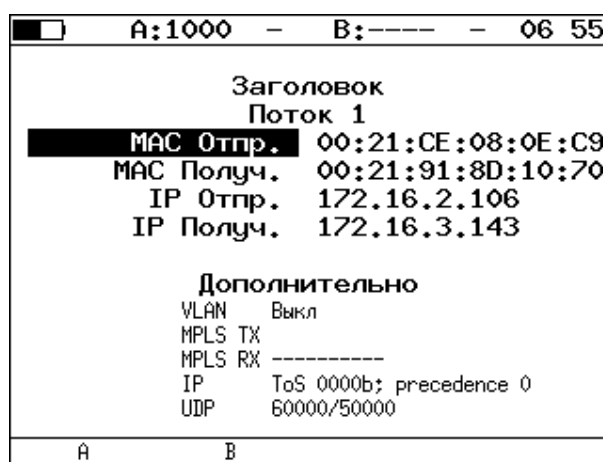 A:1000 – B:---- – 06 55
Заголовок
Поток 1
MAC Отпр. 00:21:CE:08:0E:C9
MAC Получ. 00:21:91:8D:10:70
IP Отпр. 172.16.2.106
IP Получ. 172.16.3.143
Дополнительно
VLAN Выкл
MPLS TX
MPLS RX ----------
IP ToS 0000b; precedence 0
UDP 60000/50000
A B